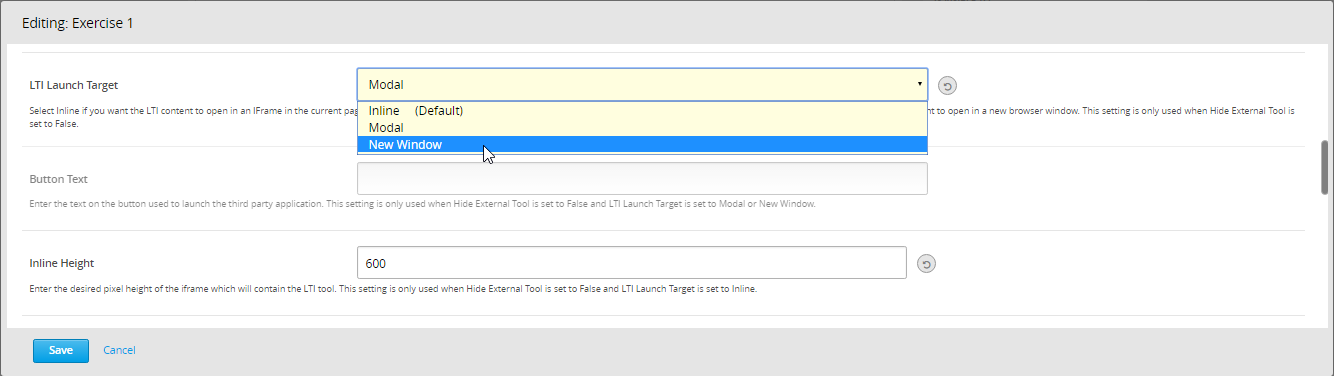 Editing: Exercise 1
LTI Launch Target
Modal
Select Inline if you want the LTI content to open in an IFrame in the current
Inline (Default)
Modal
New Window
to open in a new browser window. This setting is only used when Hide External Tool is
set to False.
Button Text
Enter the text on the button used to launch the third party application. This setting is only used when Hide External Tool is set to False and LTI Launch Target is set to Modal or New Window.
Inline Height
600
Enter the desired pixel height of the iframe which will contain the LTI tool. This setting is only used when Hide External Tool is set to False and LTI Launch Target is set to Inline.
Save
Cancel